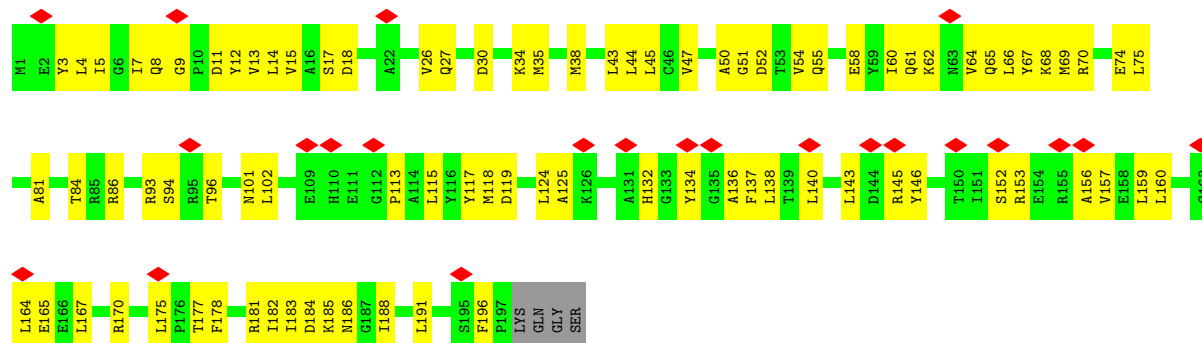 M1 E2 Y3 L4 I5 G6 I7 Q8 G9 P10 D11 Y12 V13 L14 V15 A16 S17 D18 A22 V26 Q27 D30 K34 M35 M38 L43 L44 L45 C46 V47 A50 G51 D52 T53 V54 Q55 E58 Y59 I60 Q61 K62 N63 V64 Q65 L66 Y67 K68 M69 R70 E74 L75
A81 T84 R85 R86 R93 S94 R95 T96 N101 L102 E109 H110 E111 G112 P113 A114 L115 Y116 Y117 M118 D119 L124 A125 K126 A131 H132 G133 Y134 G135 A136 F137 L138 T139 L140 L143 D144 R145 Y146 T150 I151 S152 R153 E154 R155 A156 V157 E158 L159 L160
L164 E165 E166 L167 R170 L175 P176 T177 F178 R181 I182 I183 D184 K185 N186 G187 I188 L191 S195 F196 P197 LYS GLN GLY SER